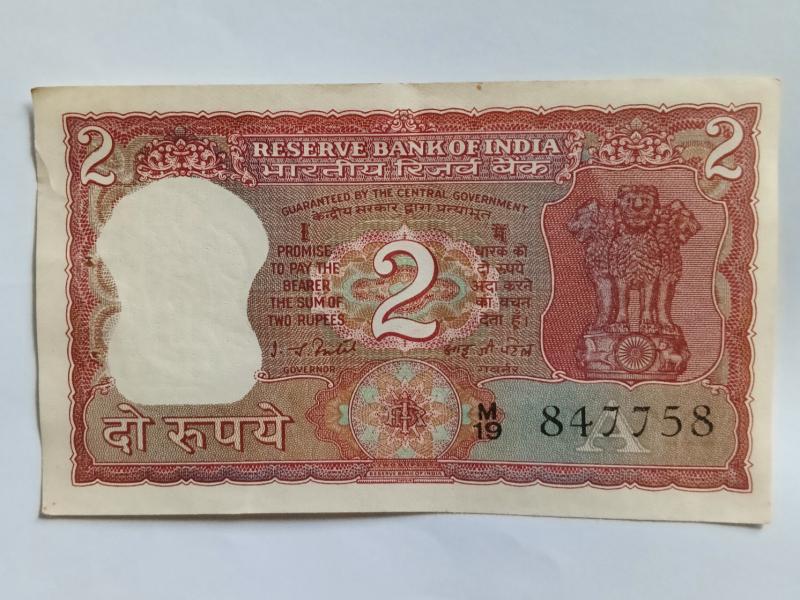 2
RESERVE BANK OF INDIA
भारतीय रिज़र्व बैंक
2
GUARANTEED BY THE CENTRAL GOVERNMENT
केन्द्रीय सरकार द्वारा प्रत्याभूत
I
PROMISE
TO PAY THE
BEARER
THE SUM OF
TWO RUPEES
2
मैं
धारक को
दो रुपये
अदा करने
का वचन
देता हूं।
GOVERNOR
गवर्नर
दो रुपये
M
19
847758
A